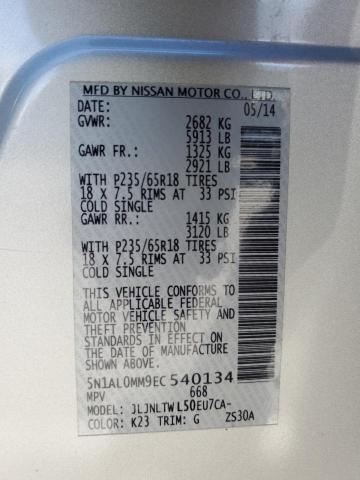 MFD BY NISSAN MOTOR CO., LTD.
DATE: 05/14
GVWR: 2682 KG
5913 LB
GAWR FR: 1325 KG
2921 LB
WITH P235/65R18 TIRES
18 X 7.5 RIMS AT 33 PSI
COLD SINGLE
GAWR RR: 1415 KG
3120 LB
WITH P235/65R18 TIRES
18 X 7.5 RIMS AT 33 PSI
COLD SINGLE
THIS VEHICLE CONFORMS TO
ALL APPLICABLE FEDERAL
MOTOR VEHICLE SAFETY AND
THEFT PREVENTION
STANDARDS IN EFFECT ON
THE DATE OF MANUFACTURE
SHOWN ABOVE.
5N1AL0MM9EC540134
MPV 668
MODEL: JLJNLTWL50EU7CA-
COLOR: K23 TRIM: G ZS30A